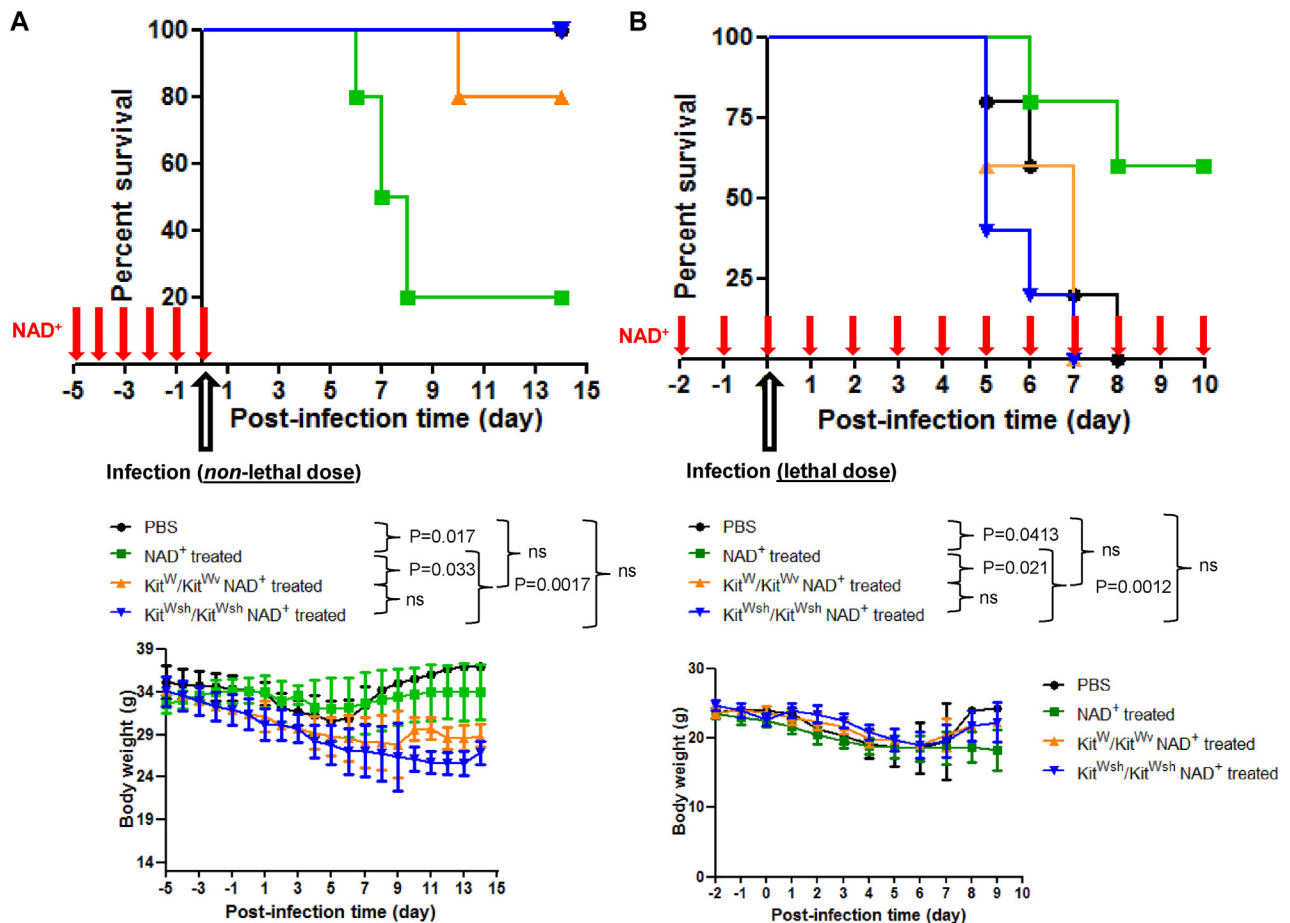 A
Percent survival
100
80
60
40
20
NAD⁺
-5 -3 -1 1 3 5 7 9 11 13 15
Post-infection time (day)
Infection (non-lethal dose)
PBS
NAD⁺ treated
Kitᵂ/Kitᵂᵛ NAD⁺ treated
Kitᵂˢʰ/Kitᵂˢʰ NAD⁺ treated
P=0.017
P=0.033
ns
ns
P=0.0017
ns
Body weight (g)
39
34
29
24
19
14
-5 -3 -1 1 3 5 7 9 11 13 15
Post-infection time (day)
B
Percent survival
100
75
50
25
NAD⁺
-2 -1 0 1 2 3 4 5 6 7 8 9 10
Post-infection time (day)
Infection (lethal dose)
PBS
NAD⁺ treated
Kitᵂ/Kitᵂᵛ NAD⁺ treated
Kitᵂˢʰ/Kitᵂˢʰ NAD⁺ treated
P=0.0413
P=0.021
ns
ns
P=0.0012
ns
Body weight (g)
30
20
10
0
-2 -1 0 1 2 3 4 5 6 7 8 9 10
Post-infection time (day)
PBS
NAD⁺ treated
Kitᵂ/Kitᵂᵛ NAD⁺ treated
Kitᵂˢʰ/Kitᵂˢʰ NAD⁺ treated